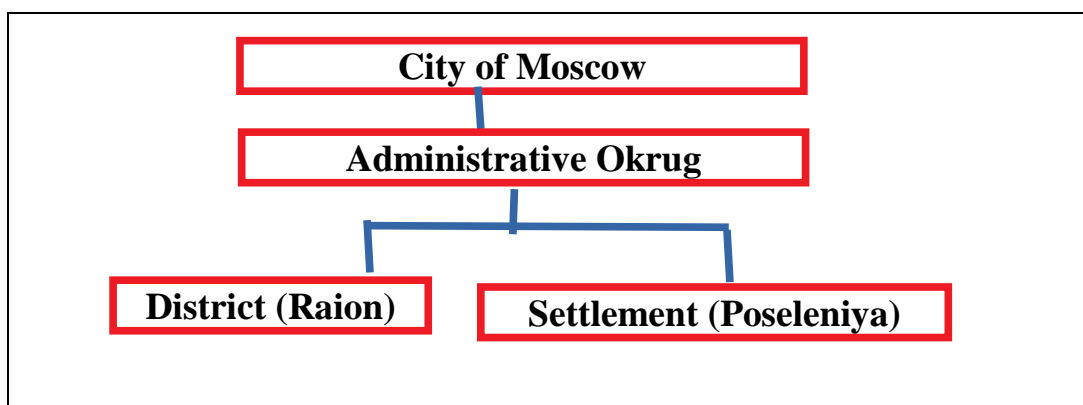 City of Moscow
Administrative Okrug
District (Raion)
Settlement (Poseleniya)